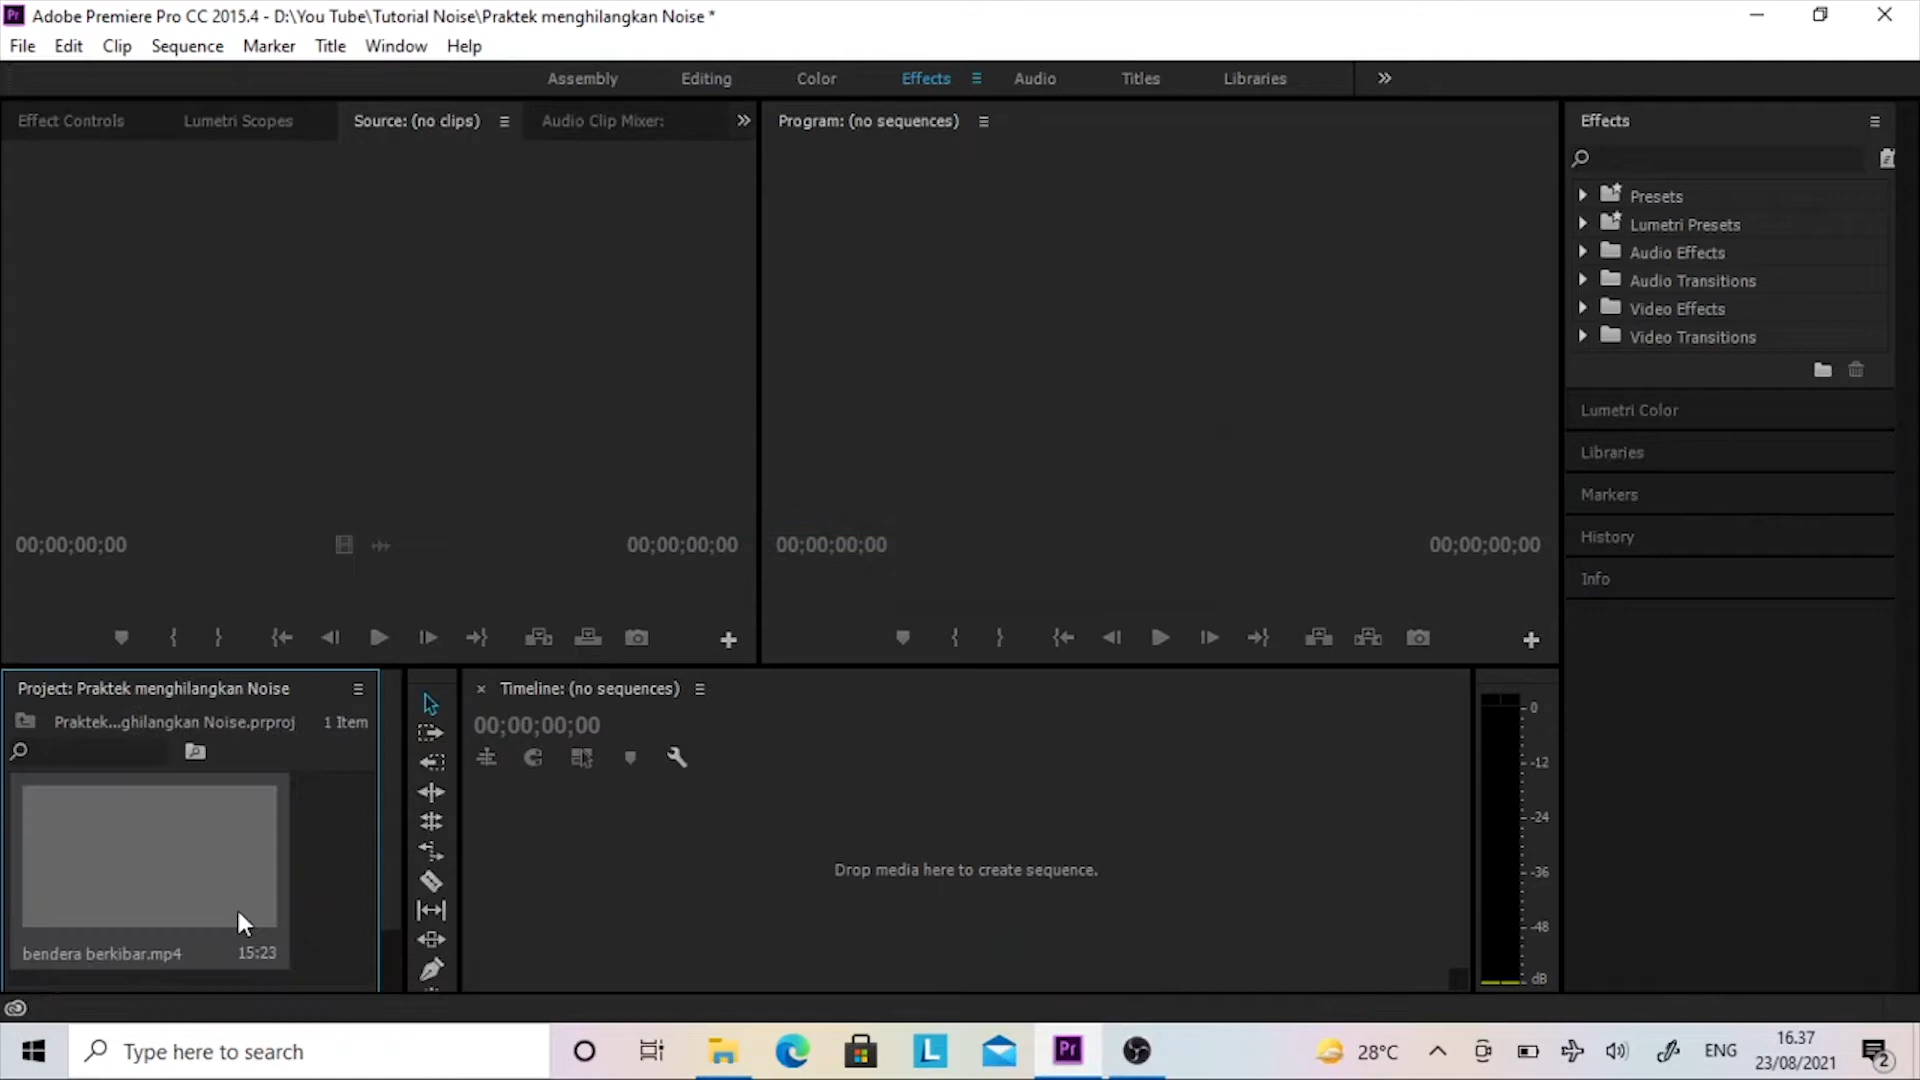 Adobe Premiere Pro CC 2015.4 - D:\You Tube\Tutorial Noise\Praktek menghilangkan Noise *
File Edit Clip Sequence Marker Title Window Help
Assembly Editing Color Effects Audio Titles Libraries
Effect Controls Lumetri Scopes Source: (no clips) Audio Clip Mixer:
Program: (no sequences)
Effects
Presets
Lumetri Presets
Audio Effects
Audio Transitions
Video Effects
Video Transitions
Lumetri Color
Libraries
Markers
History
Info
00;00;00;00 00;00;00;00
00;00;00;00 00;00;00;00
Project: Praktek menghilangkan Noise
Praktek...ghilangkan Noise.prproj 1 Item
bendera berkibar.mp4 15:23
Timeline: (no sequences)
00;00;00;00
Drop media here to create sequence.
0
-12
-24
-36
-48
dB
Type here to search
Pr
28°C
ENG
16.37
23/08/2021
2